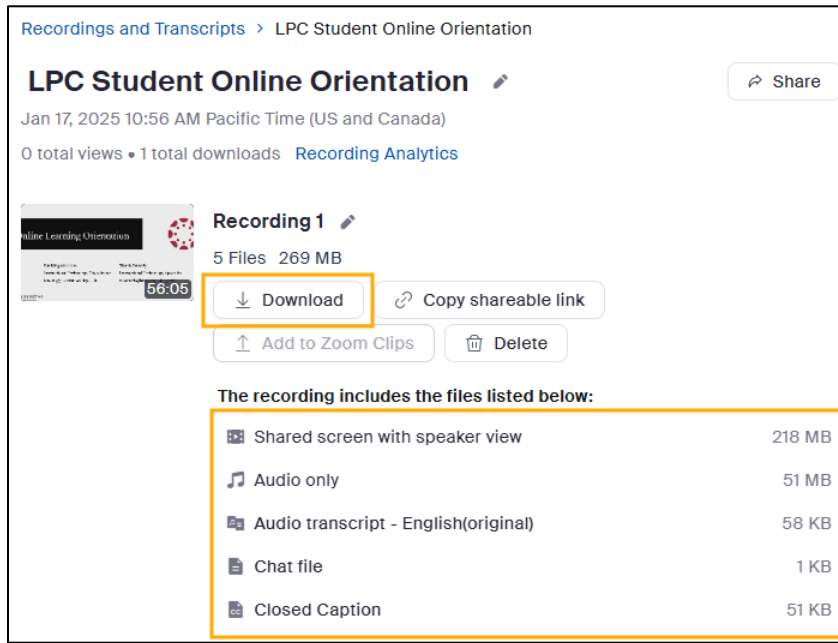 Recordings and Transcripts > LPC Student Online Orientation
LPC Student Online Orientation
Share
Jan 17, 2025 10:56 AM Pacific Time (US and Canada)
0 total views • 1 total downloads Recording Analytics
nline Learning Orientation
56:05
Recording 1
5 Files 269 MB
Download
Copy shareable link
Add to Zoom Clips
Delete
The recording includes the files listed below:
Shared screen with speaker view 218 MB
Audio only 51 MB
Audio transcript - English(original) 58 KB
Chat file 1 KB
Closed Caption 51 KB